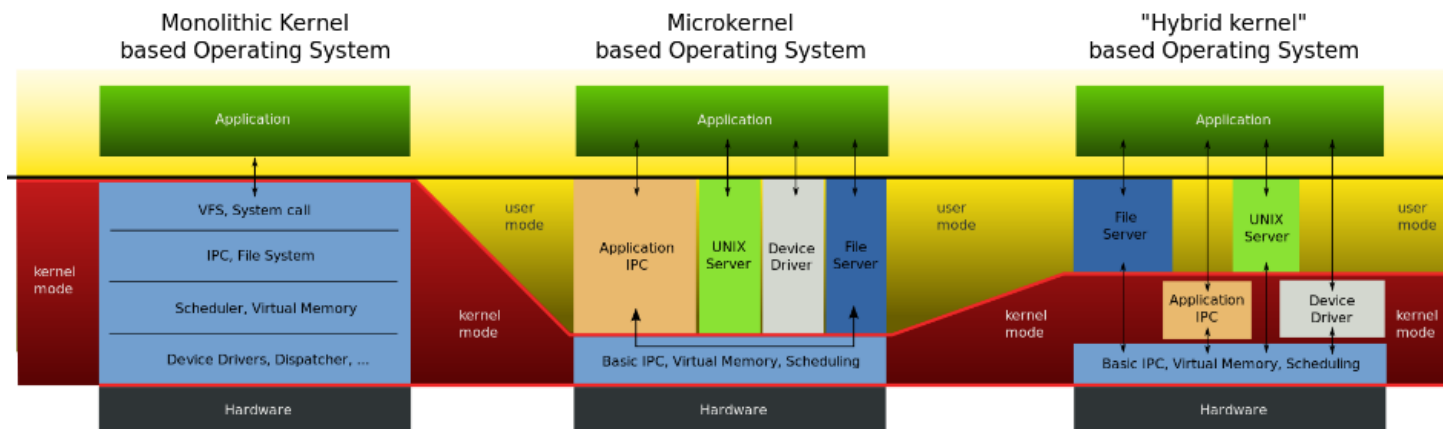 Monolithic Kernel
based Operating System
Microkernel
based Operating System
"Hybrid kernel"
based Operating System
Application
VFS, System call
IPC, File System
Scheduler, Virtual Memory
Device Drivers, Dispatcher, ...
Hardware
kernel
mode
user
mode
kernel
mode
Application
Application
IPC
UNIX
Server
Device
Driver
File
Server
Basic IPC, Virtual Memory, Scheduling
Hardware
user
mode
kernel
mode
Application
File
Server
UNIX
Server
Application
IPC
Device
Driver
Basic IPC, Virtual Memory, Scheduling
Hardware
user
mode
kernel
mode